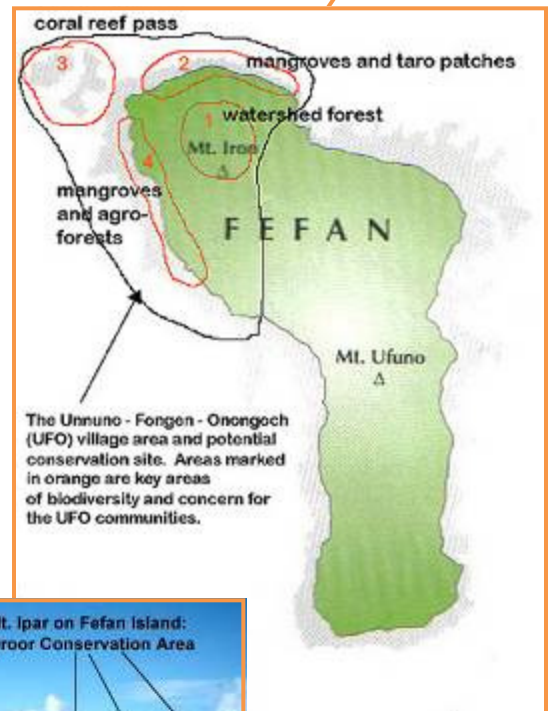 coral reef pass
3
2
mangroves and taro patches
1
watershed forest
Mt. Iron
4
mangroves
and agro-
forests
FEFAN
Mt. Ufuno
The Unnuno - Fongen - Onongoch
(UFO) village area and potential
conservation site. Areas marked
in orange are key areas
of biodiversity and concern for
the UFO communities.
t. Ipar on Fefan Island:
roor Conservation Area